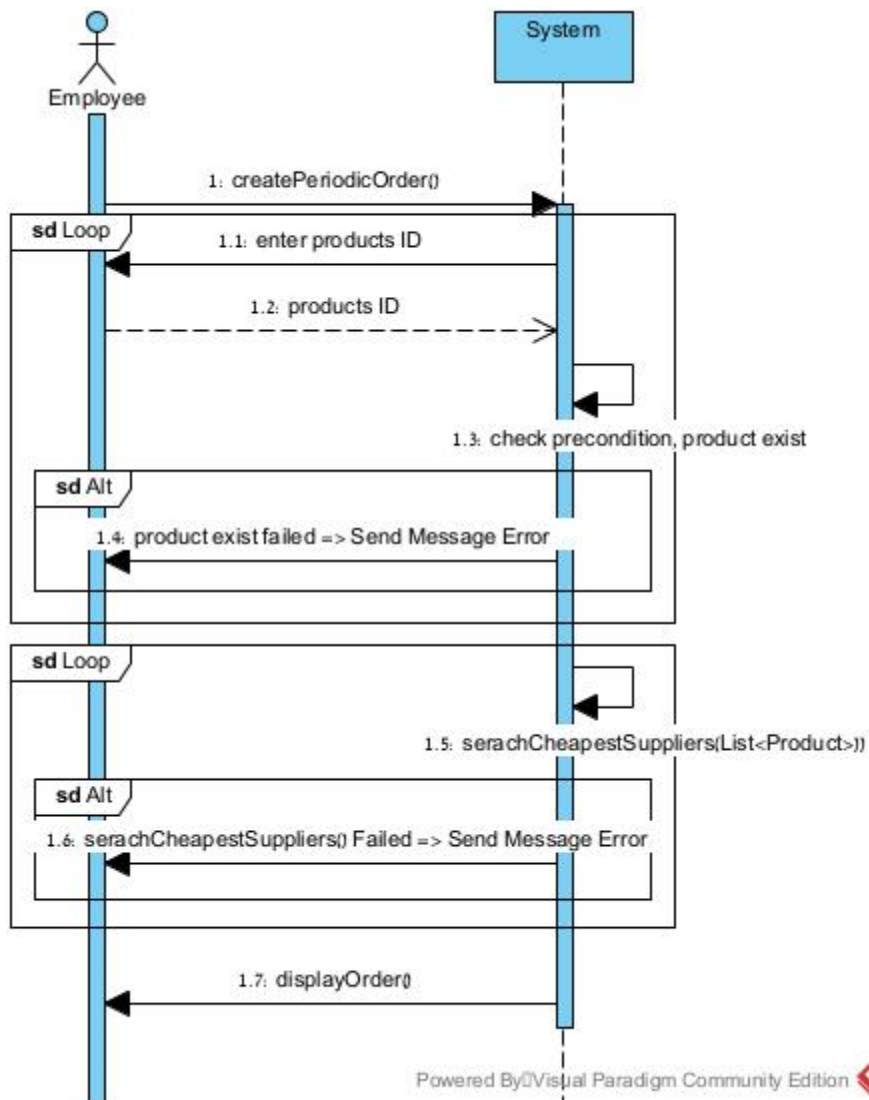 System
Employee
1: createPeriodicOrder()
sd Loop
1.1: enter products ID
1.2: products ID
1.3: check precondition, product exist
sd Alt
1.4: product exist failed => Send Message Error
sd Loop
1.5: serachCheapestSuppliers(List<Product>))
sd Alt
1.6: serachCheapestSuppliers() Failed => Send Message Error
1.7: displayOrder()
Powered By Visual Paradigm Community Edition